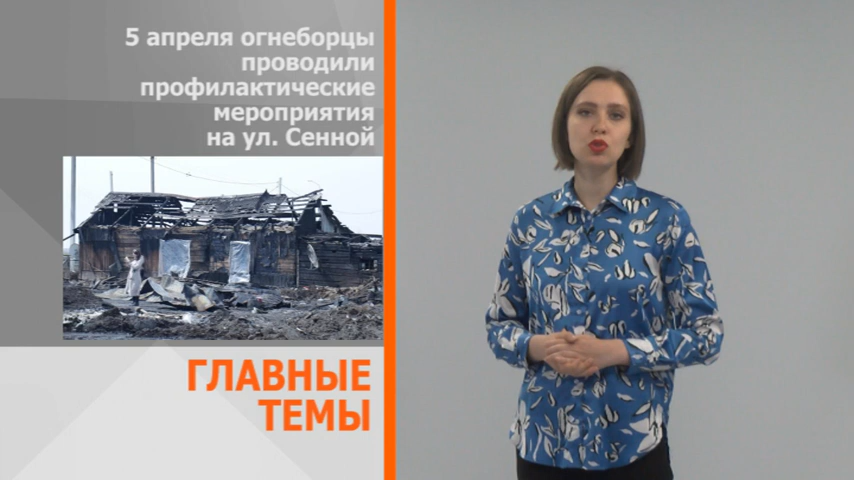 5 апреля огнеборцы
проводили
профилактические
мероприятия
на ул. Сенной
ГЛАВНЫЕ
ТЕМЫ